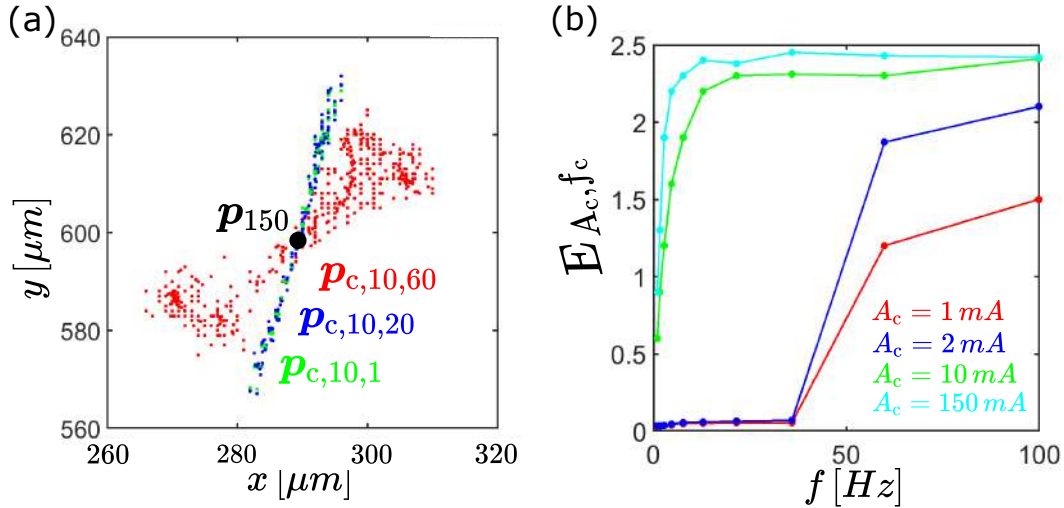 (a)
640
620
600
580
560
260
280
300
320
y [μm]
x [μm]
p150
pc,10,60
pc,10,20
pc,10,1
(b)
2.5
2
1.5
1
0.5
0
0
50
100
E Ac,fc
f [Hz]
Ac = 1 mA
Ac = 2 mA
Ac = 10 mA
Ac = 150 mA